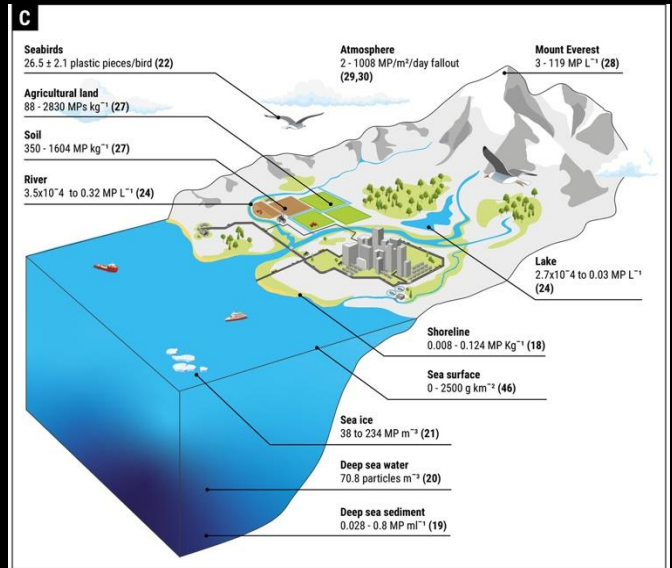 C
Seabirds
26.5 ± 2.1 plastic pieces/bird (22)
Atmosphere
2 - 1008 MP/m²/day fallout
(29,30)
Mount Everest
3 - 119 MP L⁻¹ (28)
Agricultural land
88 - 2830 MPs kg⁻¹ (27)
Soil
350 - 1604 MP kg⁻¹ (27)
River
3.5x10⁻4 to 0.32 MP L⁻¹ (24)
Lake
2.7x10⁻4 to 0.03 MP L⁻¹
(24)
Shoreline
0.008 - 0.124 MP Kg⁻¹ (18)
Sea surface
0 - 2500 g km⁻² (46)
Sea ice
38 to 234 MP m⁻³ (21)
Deep sea water
70.8 particles m⁻³ (20)
Deep sea sediment
0.028 - 0.8 MP ml⁻¹ (19)